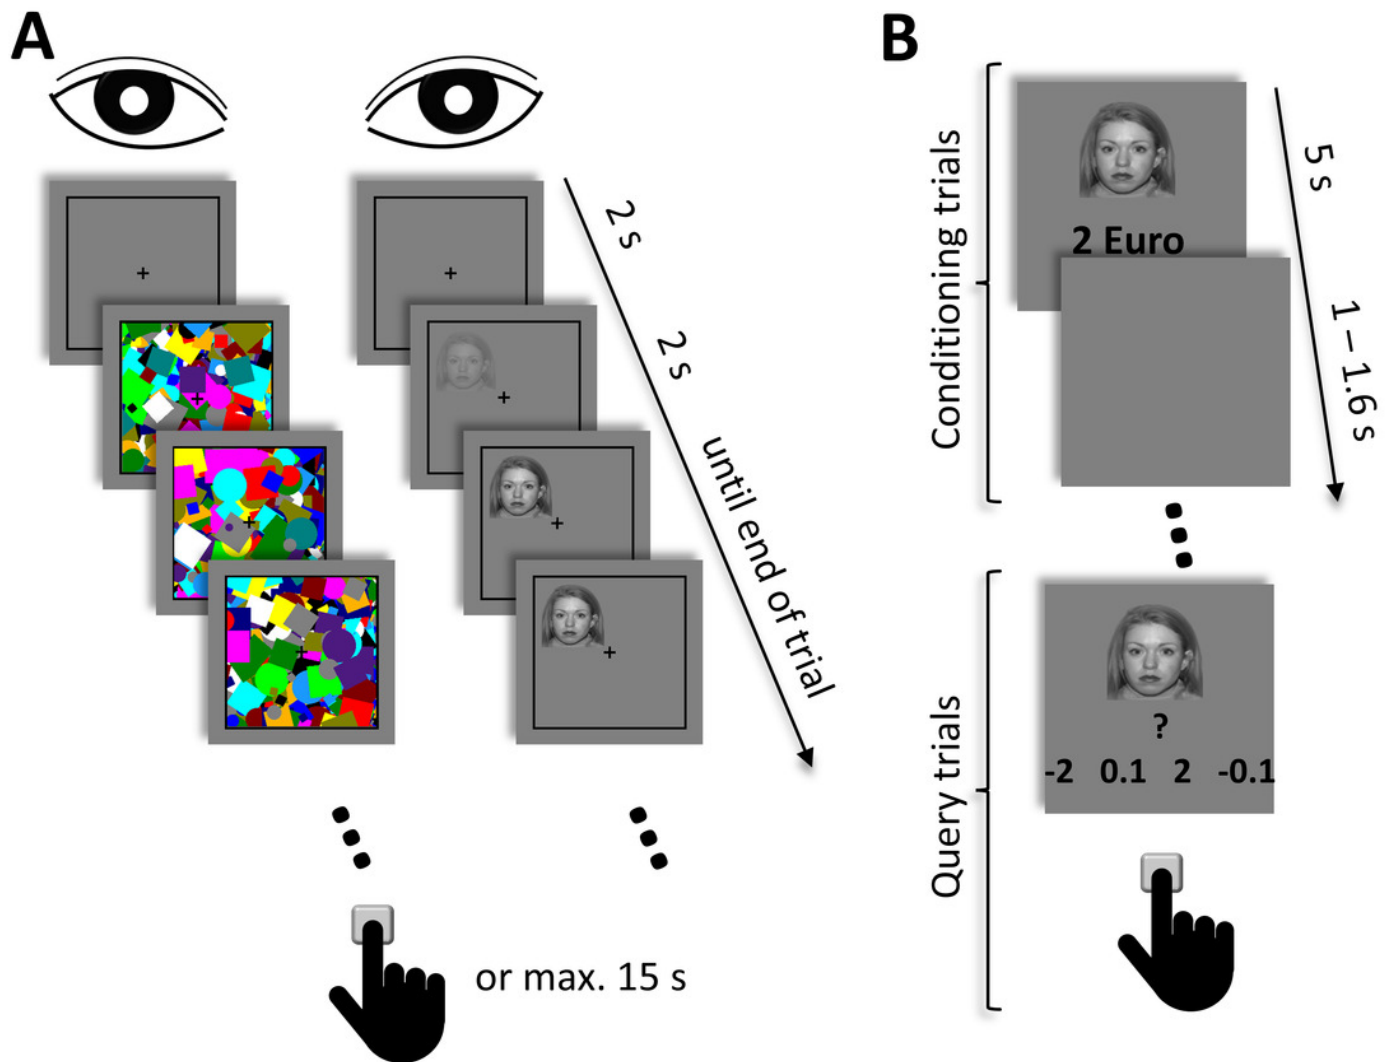 A
2 s
2 s
until end of trial
or max. 15 s
B
Conditioning trials
2 Euro
5 s
1 – 1.6 s
Query trials
?
-2 0.1 2 -0.1